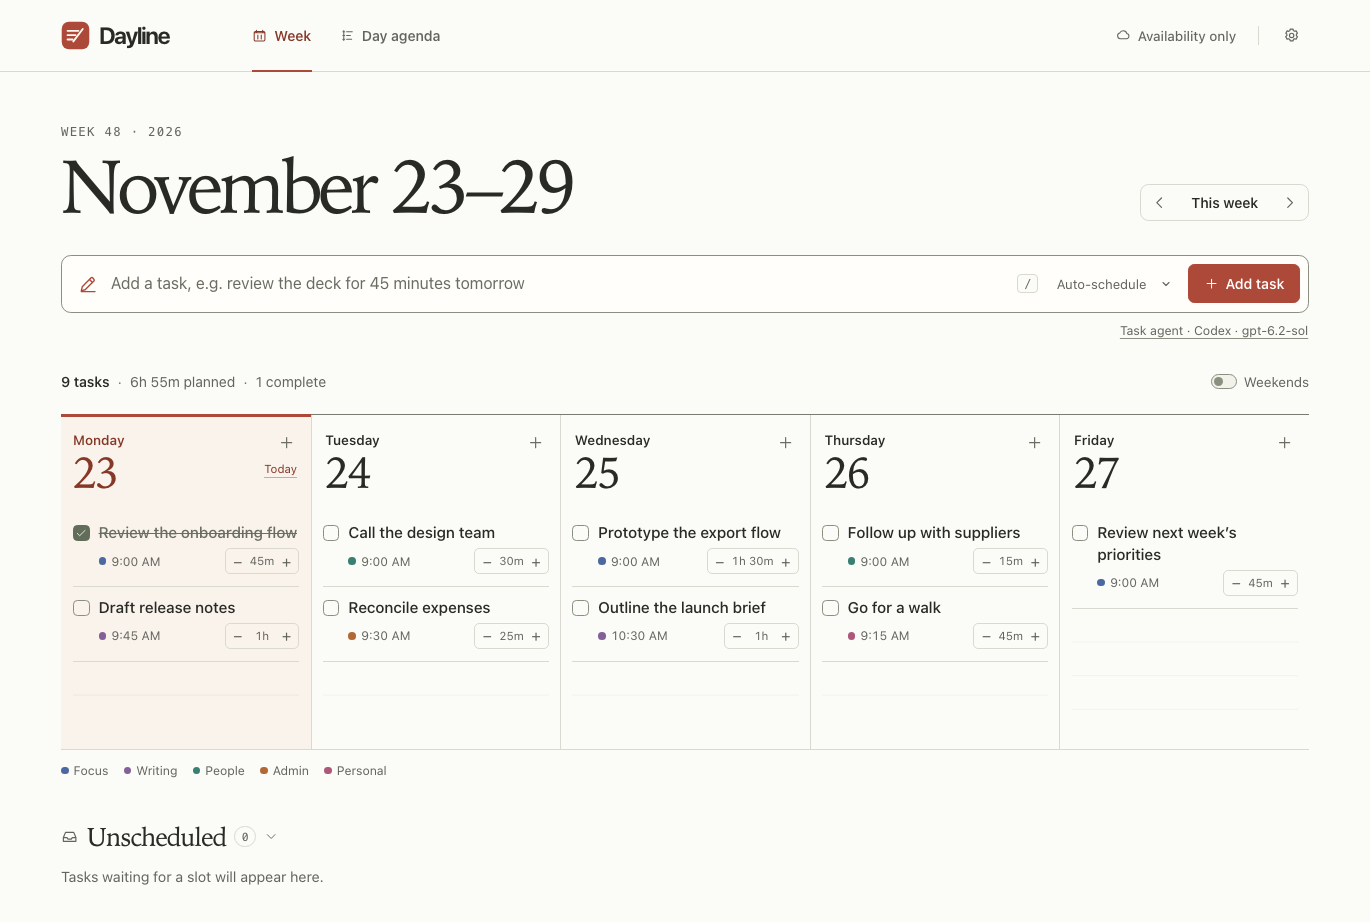 Dayline
Week
Day agenda
Availability only
WEEK 48 · 2026
November 23–29
This week
Add a task, e.g. review the deck for 45 minutes tomorrow
/
Auto-schedule
+ Add task
Task agent · Codex · gpt-6.2-sol
9 tasks · 6h 55m planned · 1 complete
Weekends
Monday +
23
Today
Review the onboarding flow
9:00 AM
− 45m +
Draft release notes
9:45 AM
− 1h +
Tuesday +
24
Call the design team
9:00 AM
− 30m +
Reconcile expenses
9:30 AM
− 25m +
Wednesday +
25
Prototype the export flow
9:00 AM
− 1h 30m +
Outline the launch brief
10:30 AM
− 1h +
Thursday +
26
Follow up with suppliers
9:00 AM
− 15m +
Go for a walk
9:15 AM
− 45m +
Friday +
27
Review next week’s
priorities
9:00 AM
− 45m +
Focus
Writing
People
Admin
Personal
Unscheduled 0
Tasks waiting for a slot will appear here.